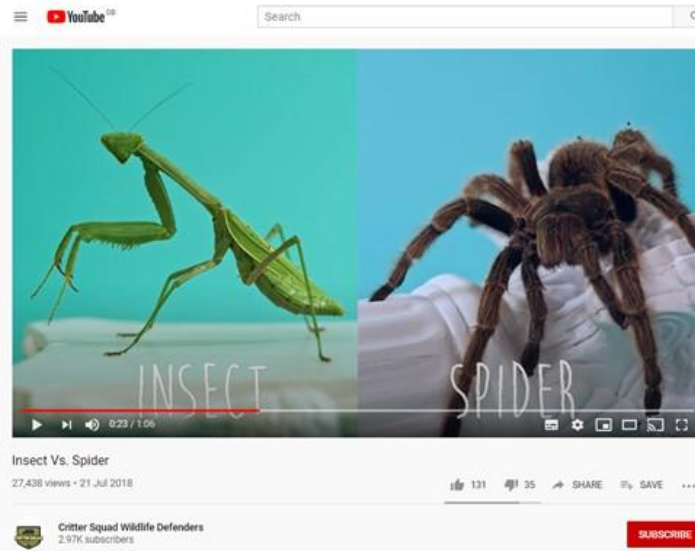 YouTube GB
Search
INSECT SPIDER
0:23 / 1:06
Insect Vs. Spider
27,438 views • 21 Jul 2018 131 35 SHARE SAVE
Critter Squad Wildlife Defenders
2.97K subscribers
SUBSCRIBE